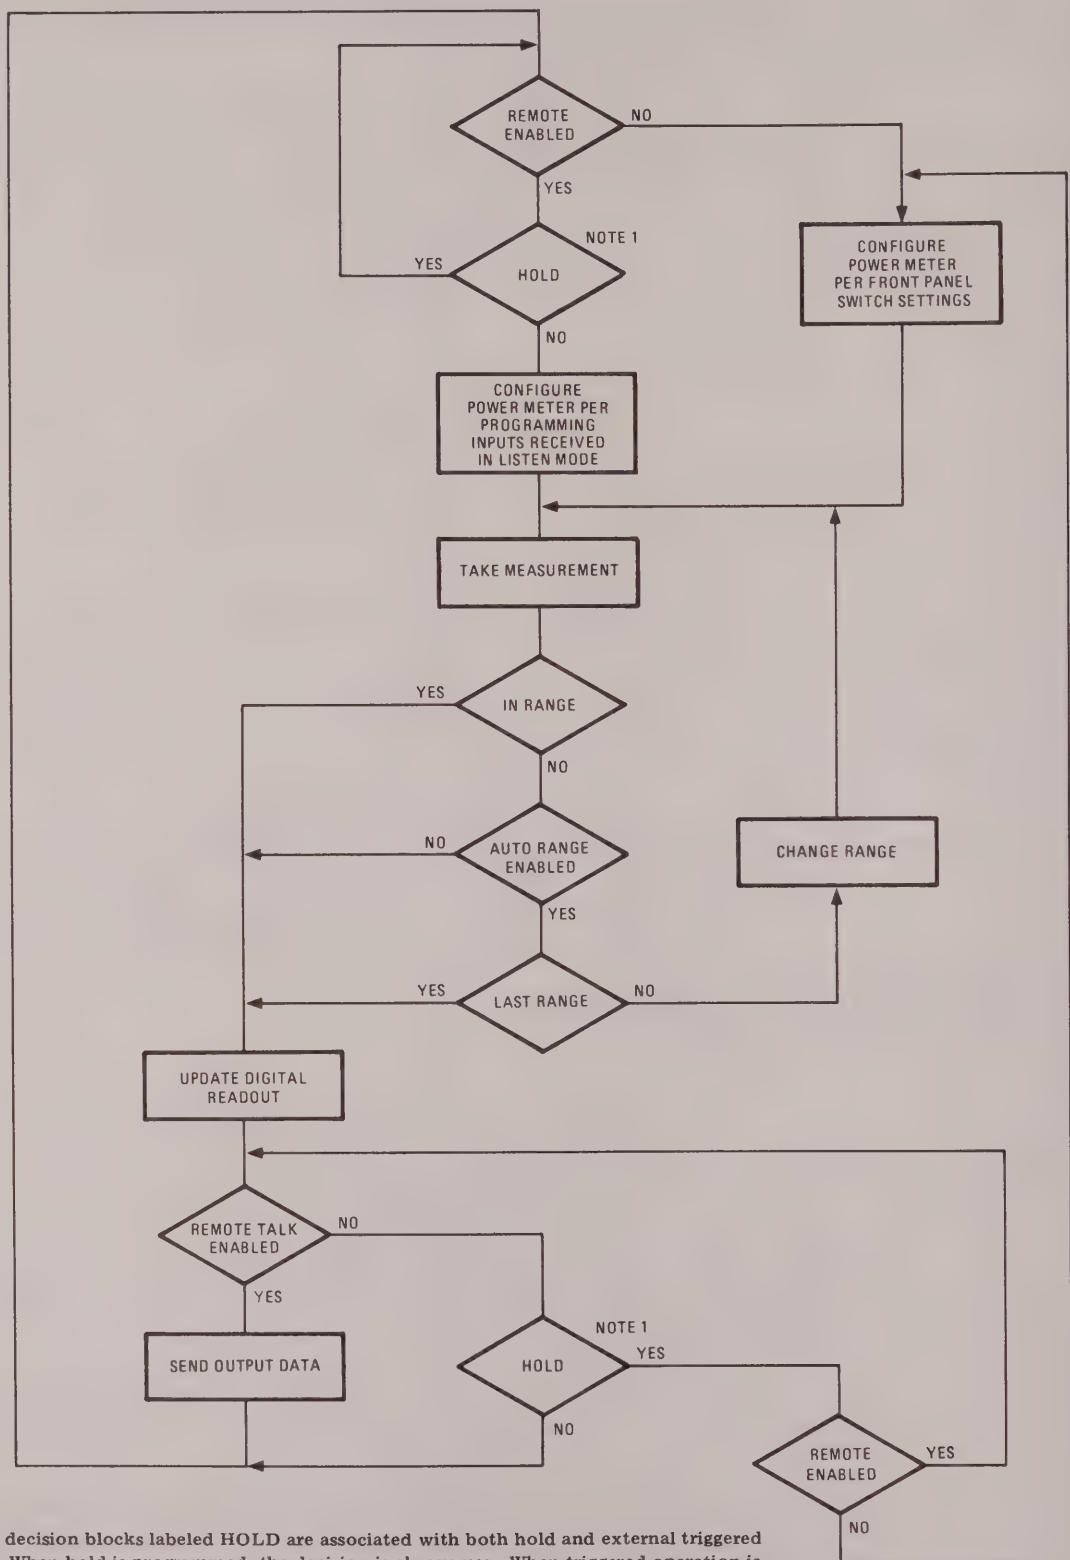 REMOTE
ENABLED
NO
YES
NOTE 1
YES
HOLD
NO
CONFIGURE
POWER METER
PER FRONT PANEL
SWITCH SETTINGS
CONFIGURE
POWER METER PER
PROGRAMMING
INPUTS RECEIVED
IN LISTEN MODE
TAKE MEASUREMENT
YES
IN RANGE
NO
NO
AUTO RANGE
ENABLED
YES
CHANGE RANGE
YES
LAST RANGE
NO
UPDATE DIGITAL
READOUT
REMOTE TALK
ENABLED
NO
YES
SEND OUTPUT DATA
NOTE 1
HOLD
YES
NO
REMOTE
ENABLED
YES
NO
decision blocks labeled HOLD are associated with both hold and external triggered